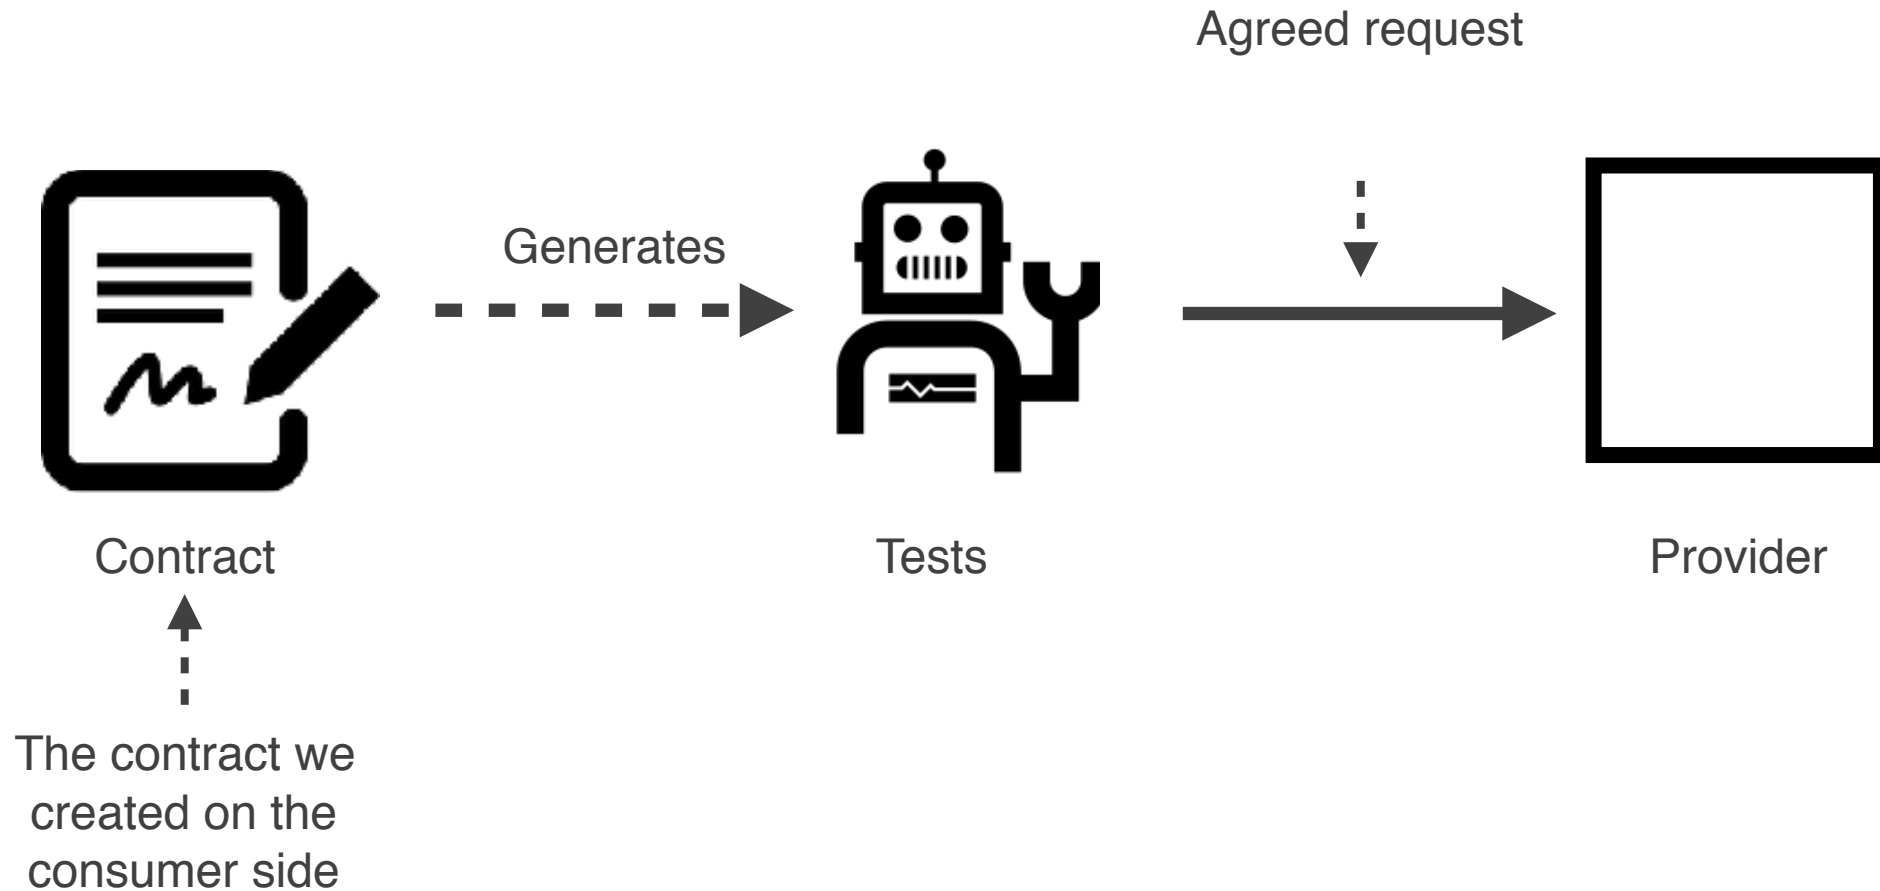 Agreed request
Generates
Contract
Tests
Provider
The contract we
created on the
consumer side